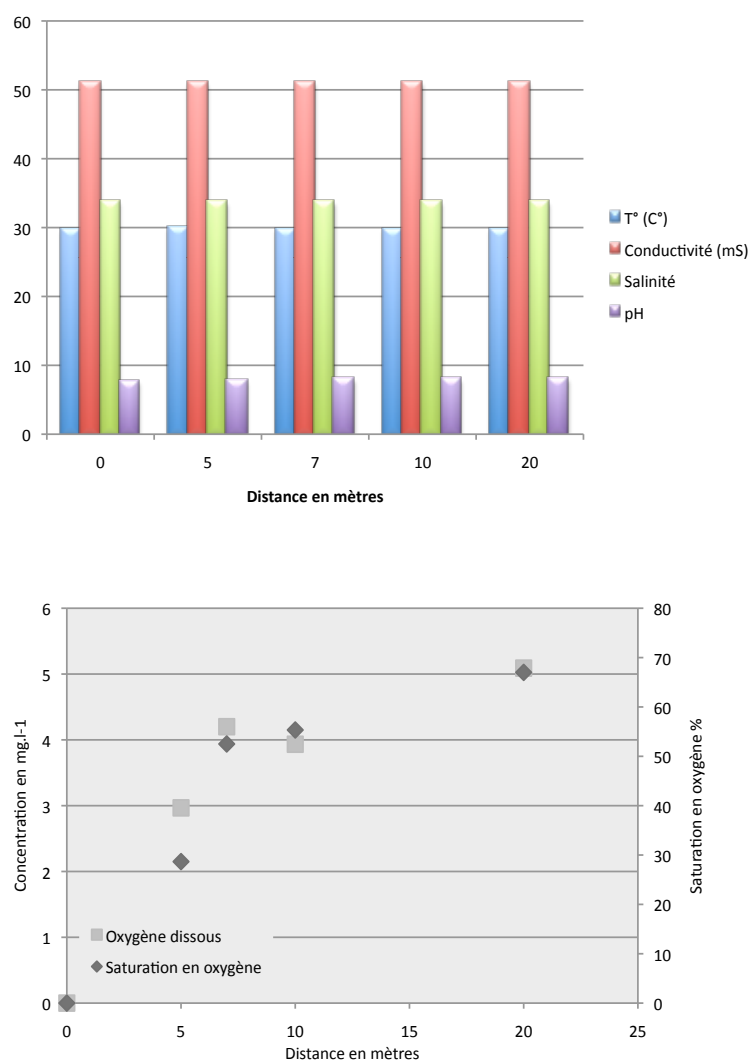 60
50
40
30
20
10
0
0 5 7 10 20
Distance en mètres
T° (C°)
Conductivité (mS)
Salinité
pH
6
5
4
3
2
1
0
Concentration en mg.l-1
80
70
60
50
40
30
20
10
0
Saturation en oxygène %
Oxygène dissous
Saturation en oxygène
0 5 10 15 20 25
Distance en mètres